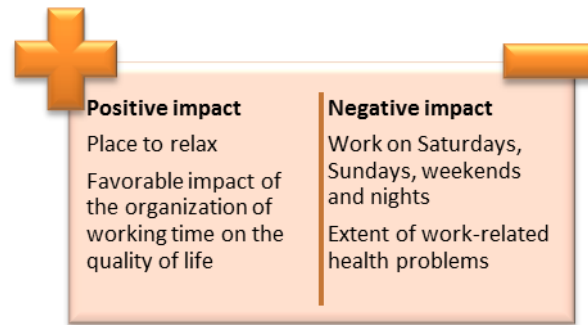 Positive impact
Place to relax
Favorable impact of
the organization of
working time on the
quality of life
Negative impact
Work on Saturdays,
Sundays, weekends
and nights
Extent of work-related
health problems